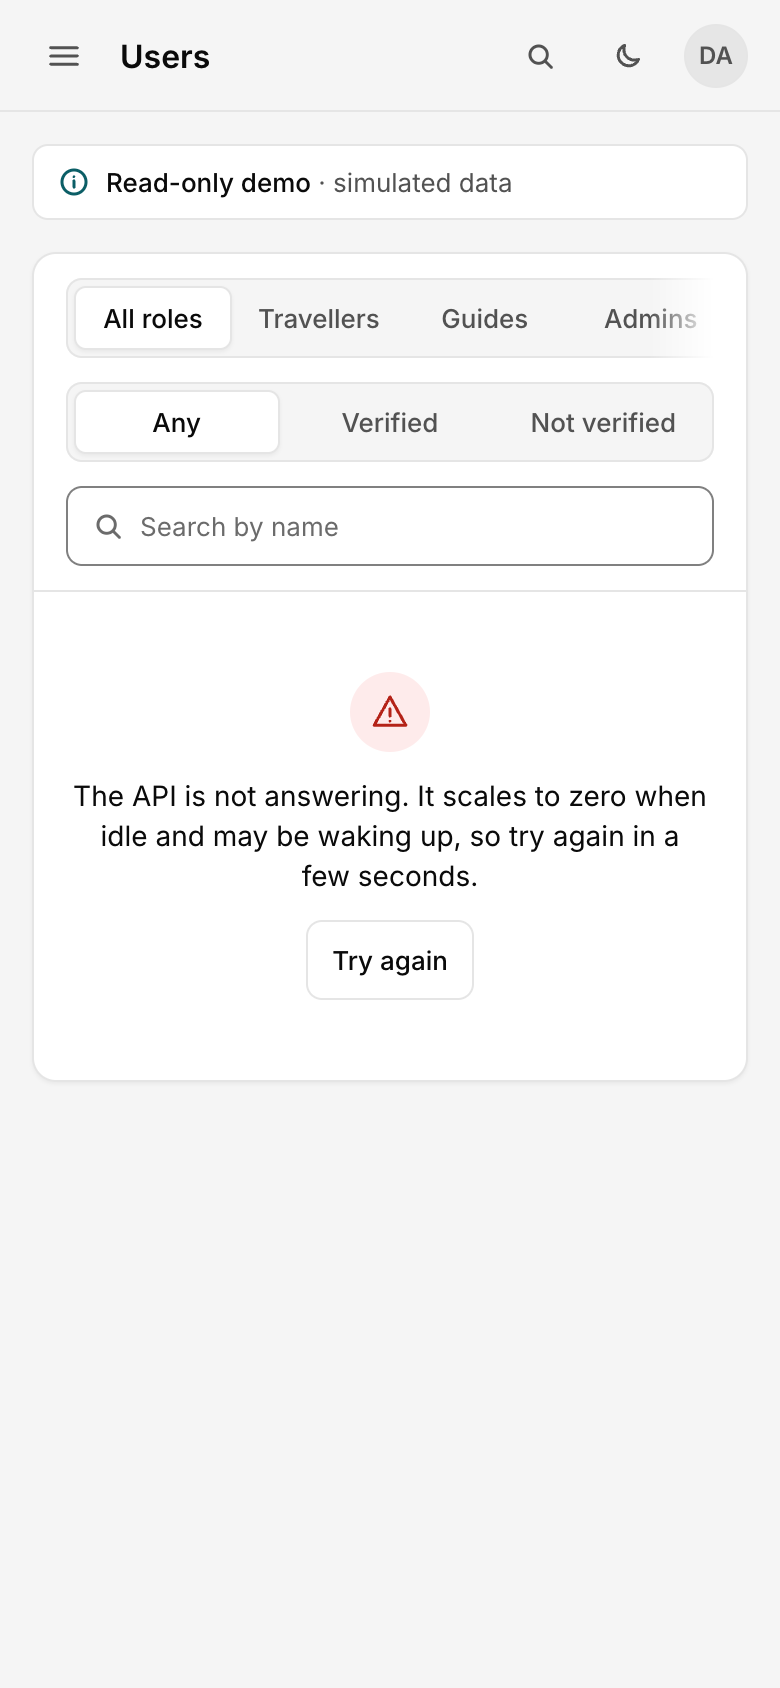 Users
DA
Read-only demo · simulated data
All roles
Travellers
Guides
Admins
Any
Verified
Not verified
Search by name
The API is not answering. It scales to zero when
idle and may be waking up, so try again in a
few seconds.
Try again